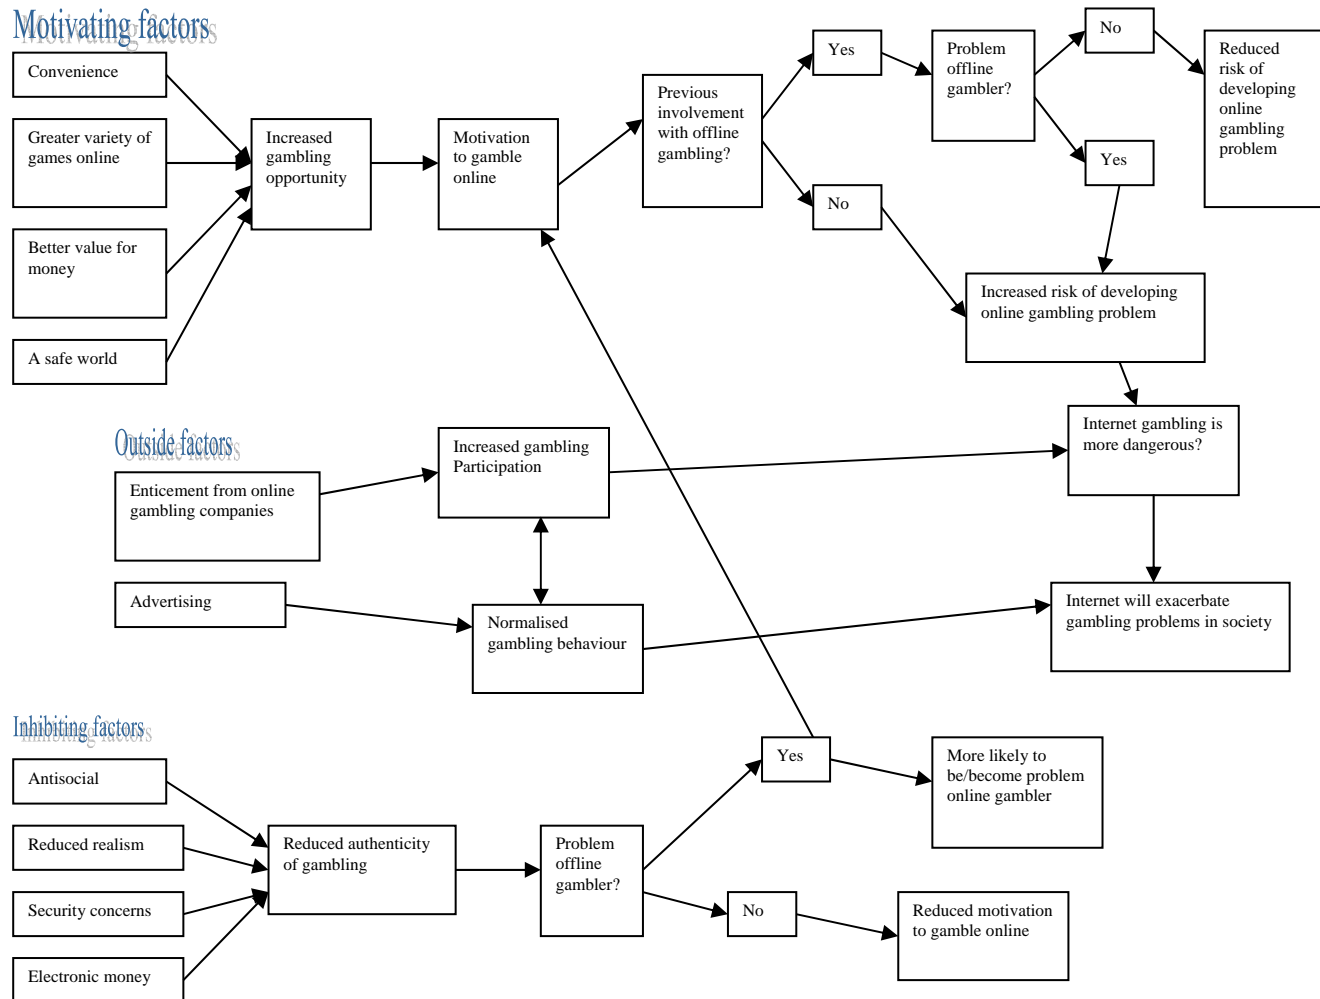 Motivating factors
Convenience
Greater variety of
games online
Better value for
money
A safe world
Increased
gambling
opportunity
Motivation
to gamble
online
Previous
involvement
with offline
gambling?
Yes
No
Problem
offline
gambler?
No
Yes
Reduced
risk of
developing
online
gambling
problem
Increased risk of developing
online gambling problem
Outside factors
Enticement from online
gambling companies
Advertising
Increased gambling
Participation
Normalised
gambling behaviour
Internet gambling is
more dangerous?
Internet will exacerbate
gambling problems in society
Inhibiting factors
Antisocial
Reduced realism
Security concerns
Electronic money
Reduced authenticity
of gambling
Problem
offline
gambler?
Yes
No
More likely to
be/become problem
online gambler
Reduced motivation
to gamble online